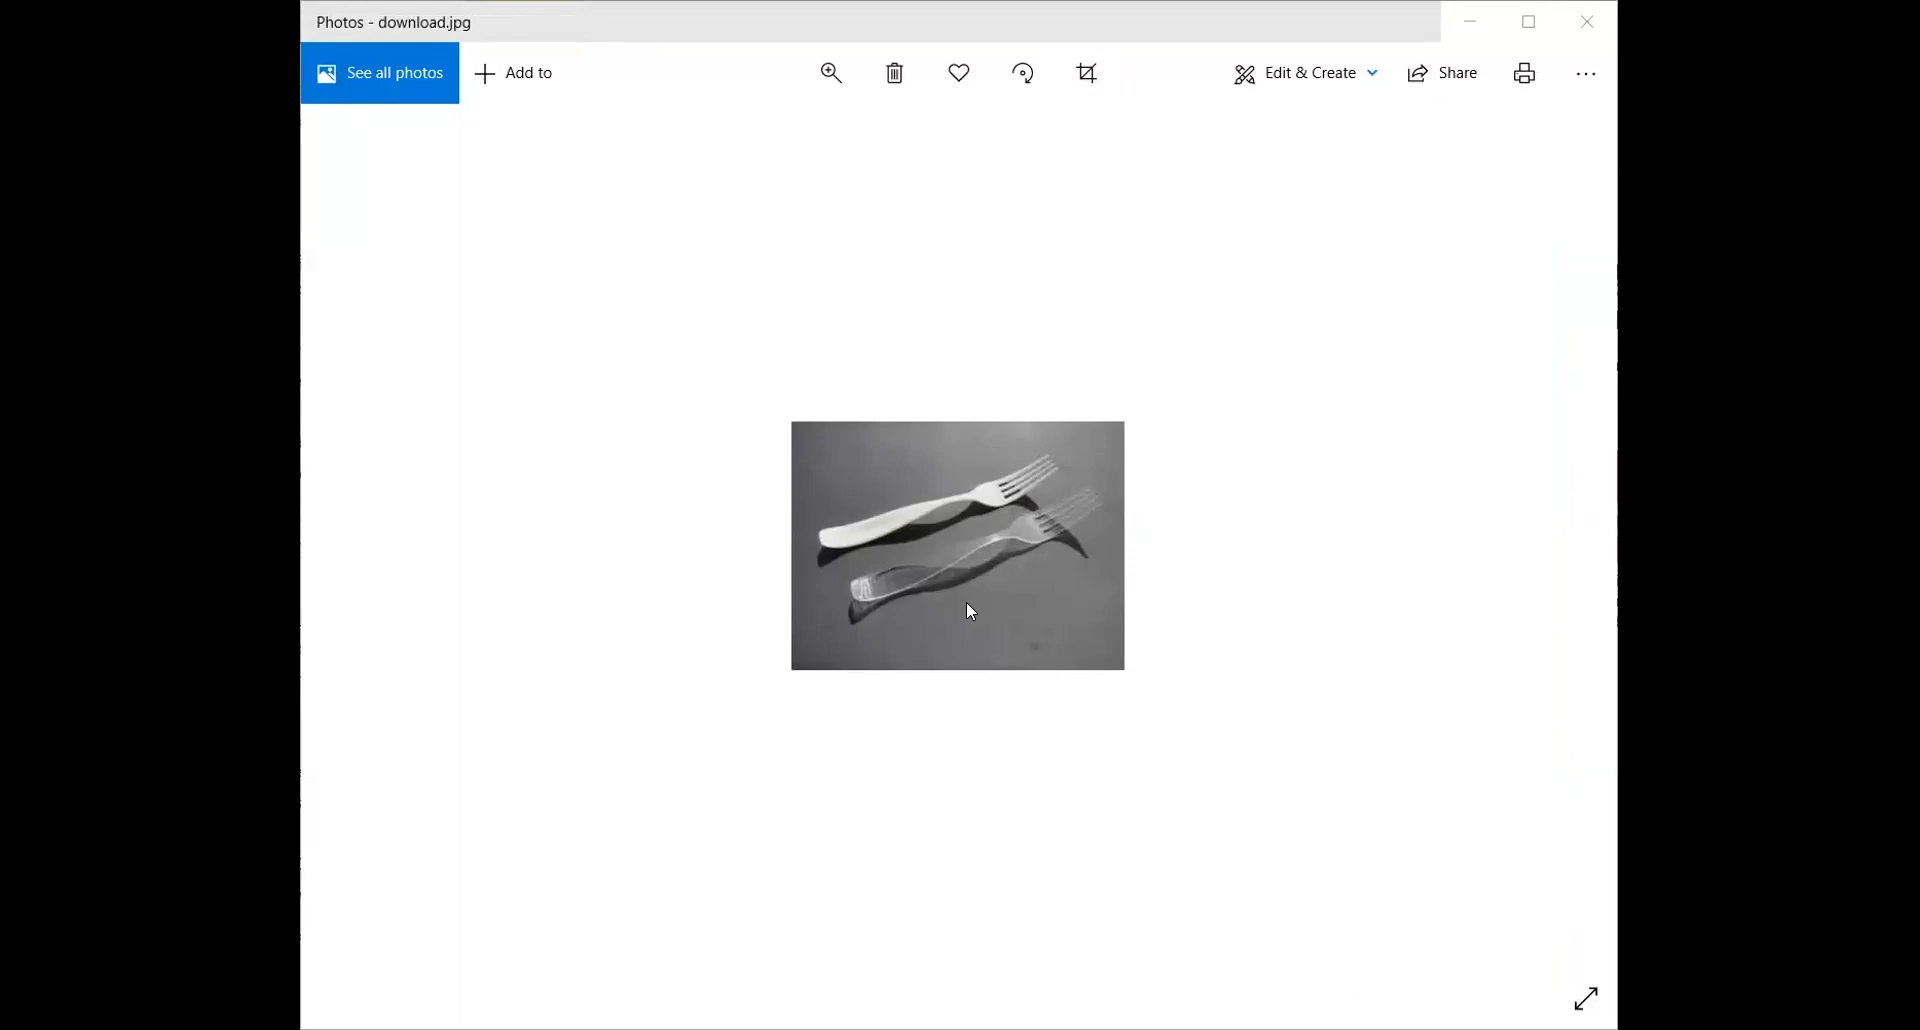 Photos - download.jpg
See all photos
Add to
Edit & Create
Share